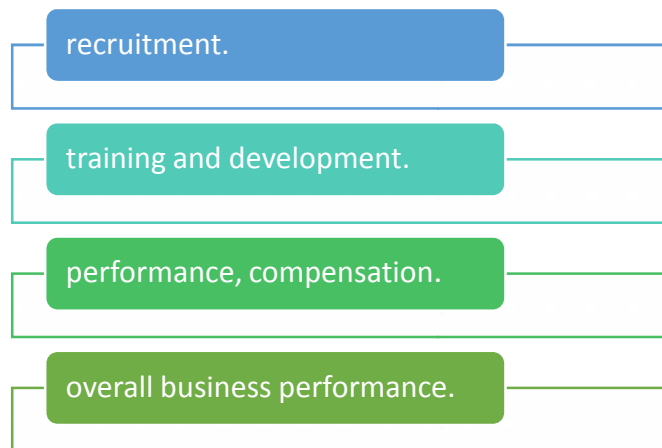 recruitment.
training and development.
performance, compensation.
overall business performance.